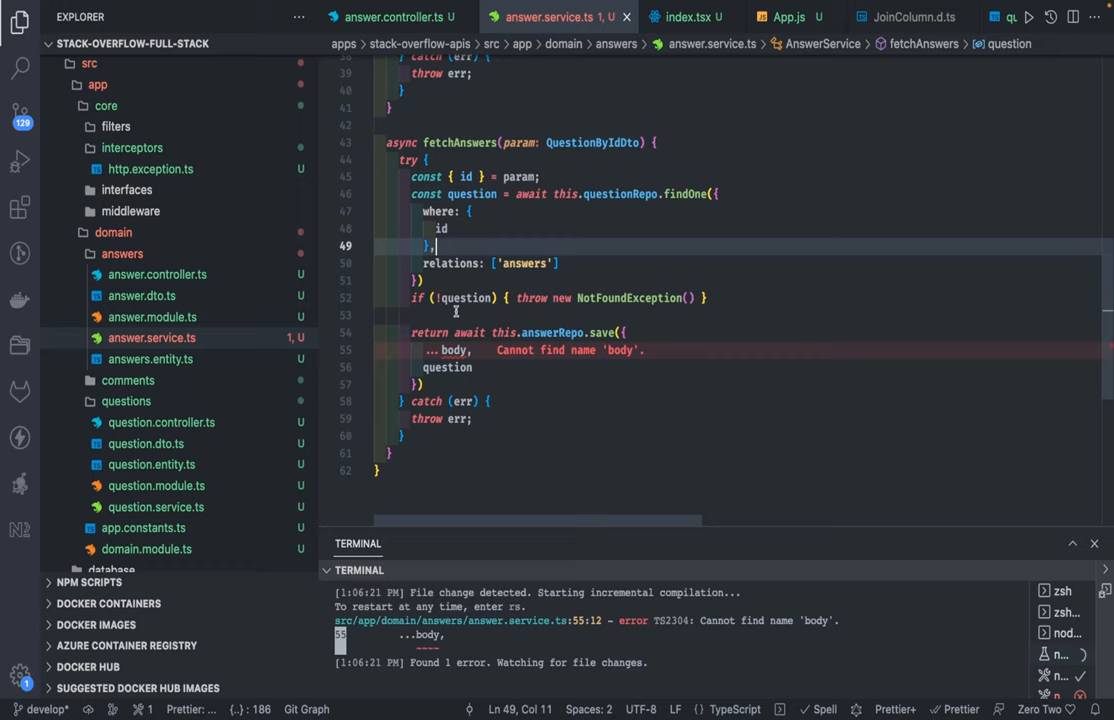 EXPLORER
answer.controller.ts U
answer.service.ts 1, U
index.tsx U
App.js U
JoinColumn.d.ts
STACK-OVERFLOW-FULL-STACK
apps > stack-overflow-apis > src > app > domain > answers > answer.service.ts > AnswerService > fetchAnswers > question
src
app
core
filters
interceptors
http.exception.ts U
interfaces
middleware
domain
answers
answer.controller.ts U
answer.dto.ts U
answer.module.ts U
answer.service.ts 1, U
answers.entity.ts U
comments
questions
question.controller.ts U
question.dto.ts U
question.entity.ts U
question.module.ts U
question.service.ts U
app.constants.ts U
domain.module.ts U
database
NPM SCRIPTS
DOCKER CONTAINERS
DOCKER IMAGES
AZURE CONTAINER REGISTRY
DOCKER HUB
SUGGESTED DOCKER HUB IMAGES
129
1
38 } catch (err) {
39 throw err;
40 }
41 }
42
43 async fetchAnswers(param: QuestionByIdDto) {
44 try {
45 const { id } = param;
46 const question = await this.questionRepo.findOne({
47 where: {
48 id
49 },
50 relations: ['answers']
51 })
52 if (!question) { throw new NotFoundException() }
53
54 return await this.answerRepo.save({
55 ...body, Cannot find name 'body'.
56 question
57 })
58 } catch (err) {
59 throw err;
60 }
61 }
62 }
TERMINAL
TERMINAL
[1:06:21 PM] File change detected. Starting incremental compilation...
To restart at any time, enter rs.
src/app/domain/answers/answer.service.ts:55:12 - error TS2304: Cannot find name 'body'.
55 ...body,
~~~~
[1:06:21 PM] Found 1 error. Watching for file changes.
zsh
zsh...
nod...
n...
n...
n...
develop* 1 Prettier: ... {..} : 186 Git Graph Ln 49, Col 11 Spaces: 2 UTF-8 LF TypeScript Spell Prettier+ Zero Two Prettier